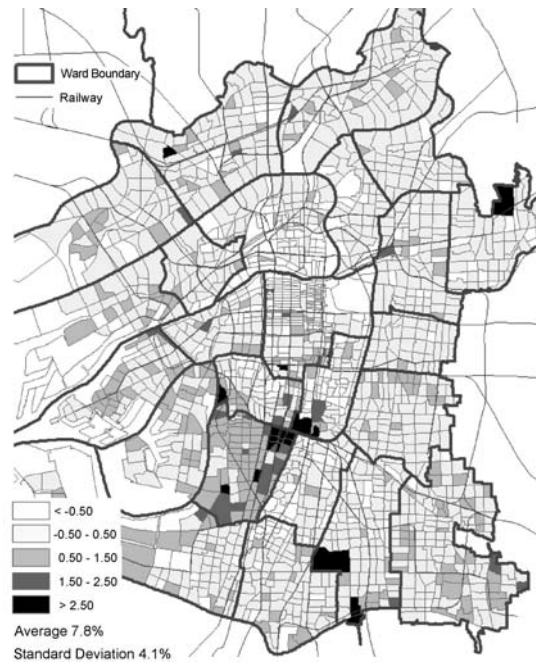 Ward Boundary
Railway
< -0.50
-0.50 - 0.50
0.50 - 1.50
1.50 - 2.50
> 2.50
Average 7.8%
Standard Deviation 4.1%